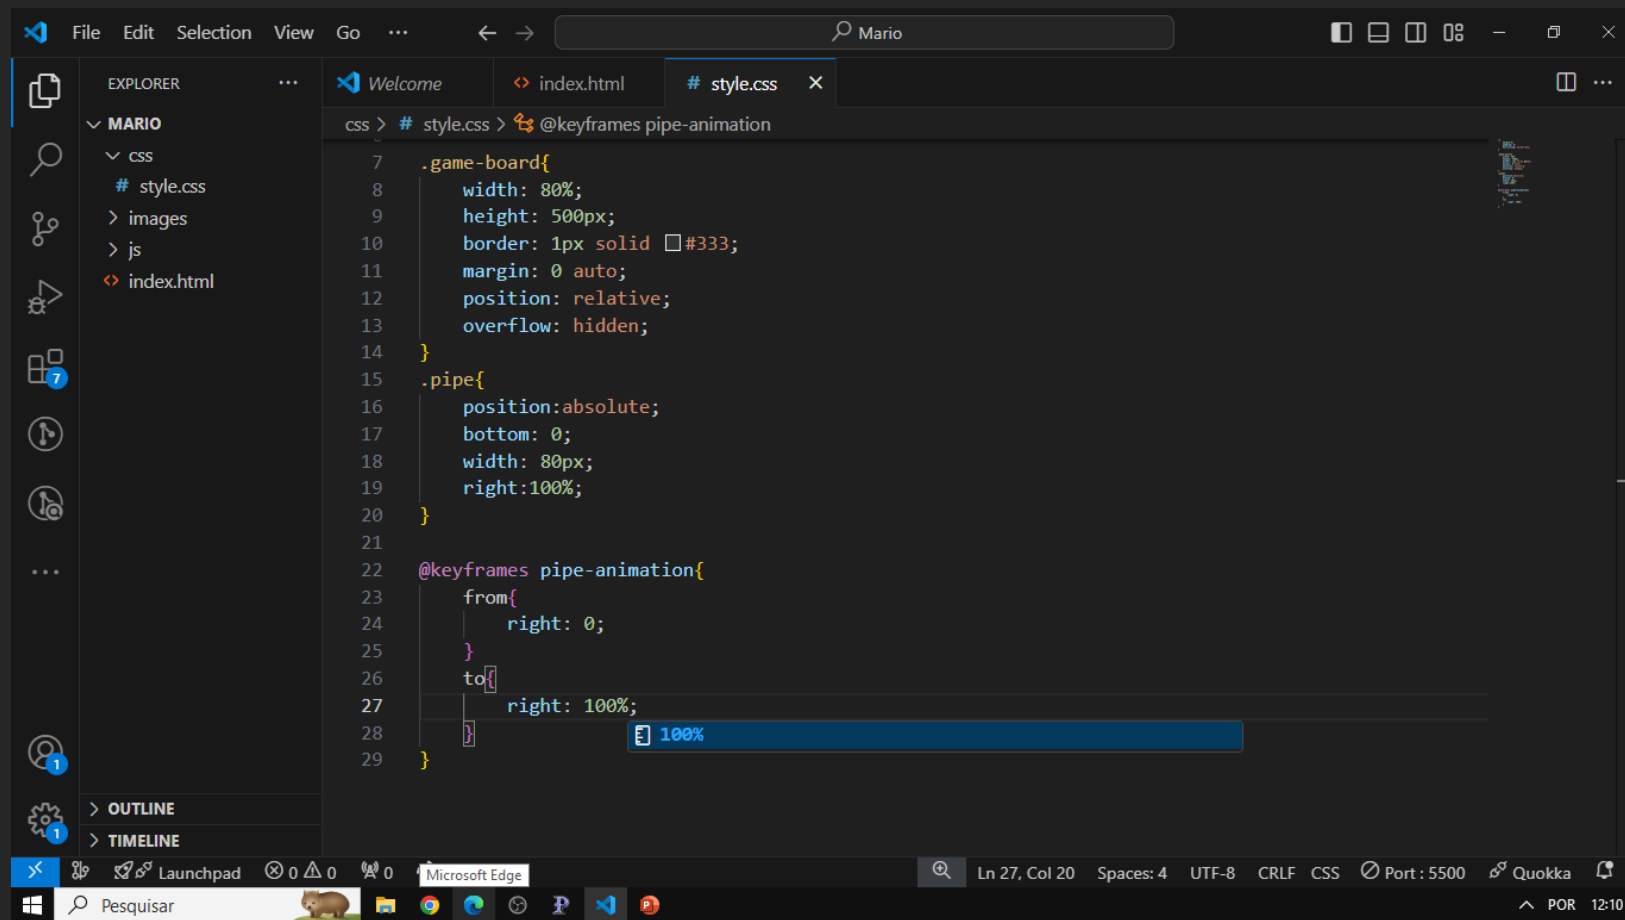 File Edit Selection View Go ··· Mario
EXPLORER ···
MARIO
css
# style.css
images
js
<> index.html
OUTLINE
TIMELINE
7
1
1
Welcome <> index.html # style.css
css > # style.css > @keyframes pipe-animation
7 .game-board{
8 width: 80%;
9 height: 500px;
10 border: 1px solid #333;
11 margin: 0 auto;
12 position: relative;
13 overflow: hidden;
14 }
15 .pipe{
16 position:absolute;
17 bottom: 0;
18 width: 80px;
19 right:100%;
20 }
21
22 @keyframes pipe-animation{
23 from{
24 right: 0;
25 }
26 to{
27 right: 100%;
28 }
100%
29 }
Launchpad 0 0 0 Ln 27, Col 20 Spaces: 4 UTF-8 CRLF CSS Port : 5500 Quokka
Microsoft Edge
Pesquisar POR 12:10